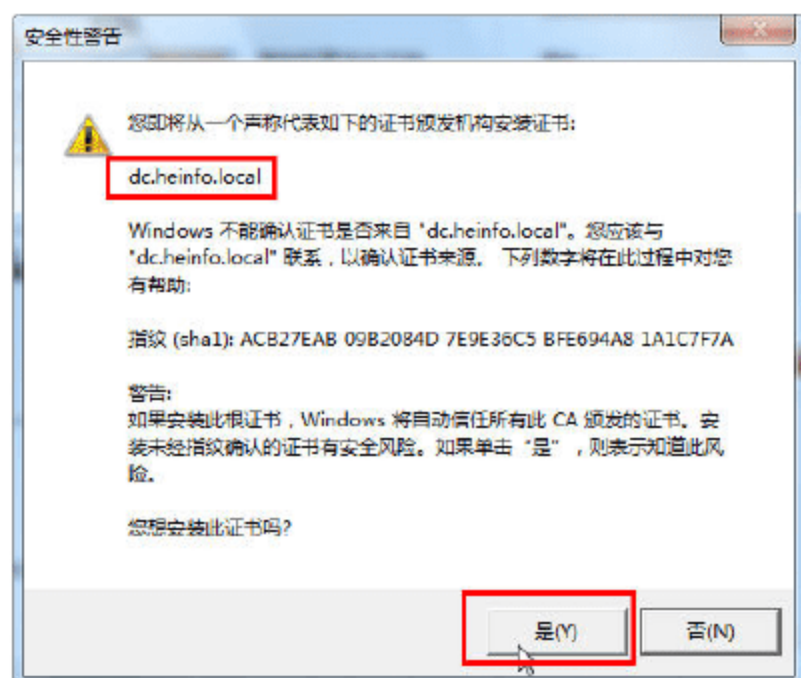 安全性警告
您即将从一个声称代表如下的证书颁发机构安装证书:
dc.heinfo.local
Windows 不能确认证书是否来自 "dc.heinfo.local"。您应该与
"dc.heinfo.local" 联系，以确认证书来源。 下列数字将在此过程中对您
有帮助:
指纹 (sha1): ACB27EAB 09B2084D 7E9E36C5 BFE694A8 1A1C7F7A
警告:
如果安装此根证书，Windows 将自动信任所有此 CA 颁发的证书。安
装未经指纹确认的证书有安全风险。如果单击“是”，则表示知道此风
险。
您想安装此证书吗?
是(Y)
否(N)